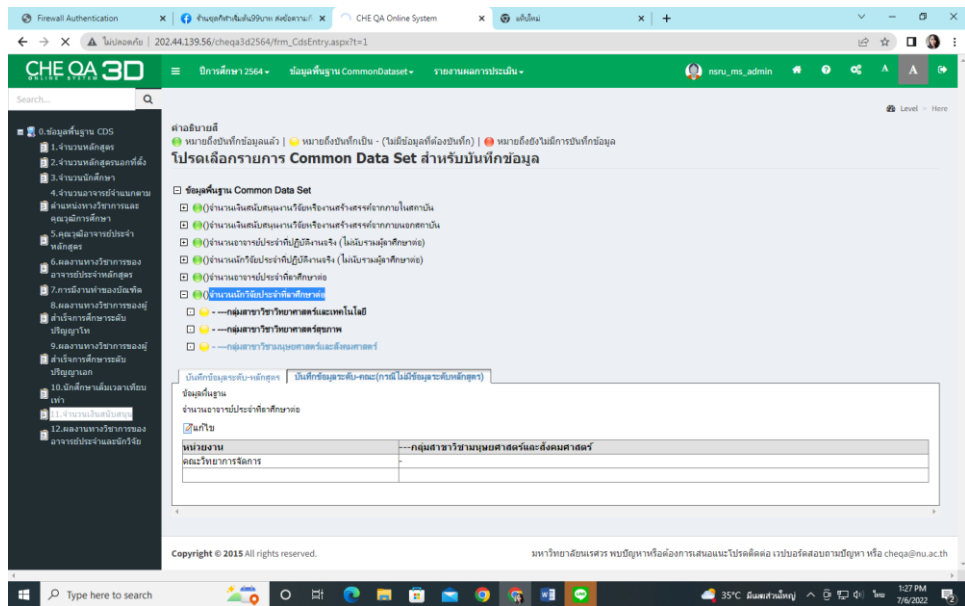 Firewall Authentication
CHE QA Online System
แท็บใหม่
ไม่ปลอดภัย | 202.44.139.56/cheqa3d2564/frm_CdsEntry.aspx?t=1
CHE QA 3D
ONLINE SYSTEM
ปีการศึกษา 2564
ข้อมูลพื้นฐาน CommonDataset
รายงานผลการประเมิน
nsru_ms_admin
A
A
Search...
Level > Here
0.ข้อมูลพื้นฐาน CDS
1.จำนวนหลักสูตร
2.จำนวนหลักสูตรนอกที่ตั้ง
3.จำนวนนักศึกษา
4.จำนวนอาจารย์จำแนกตาม
ตำแหน่งทางวิชาการและ
คุณวุฒิการศึกษา
5.คุณวุฒิอาจารย์ประจำ
หลักสูตร
6.ผลงานทางวิชาการของ
อาจารย์ประจำหลักสูตร
7.การมีงานทำของบัณฑิต
8.ผลงานทางวิชาการของผู้
สำเร็จการศึกษาระดับ
ปริญญาโท
9.ผลงานทางวิชาการของผู้
สำเร็จการศึกษาระดับ
ปริญญาเอก
10.นักศึกษาเต็มเวลาเทียบ
เท่า
11.จำนวนเงินสนับสนุน
12.ผลงานทางวิชาการของ
อาจารย์ประจำและนักวิจัย
คำอธิบายสี
หมายถึงบันทึกข้อมูลแล้ว | หมายถึงบันทึกเป็น - (ไม่มีข้อมูลที่ต้องบันทึก) | หมายถึงยังไม่มีการบันทึกข้อมูล
โปรดเลือกรายการ Common Data Set สำหรับบันทึกข้อมูล
ข้อมูลพื้นฐาน Common Data Set
()จำนวนเงินสนับสนุนงานวิจัยหรืองานสร้างสรรค์จากภายในสถาบัน
()จำนวนเงินสนับสนุนงานวิจัยหรืองานสร้างสรรค์จากภายนอกสถาบัน
()จำนวนอาจารย์ประจำที่ปฏิบัติงานจริง (ไม่นับรวมผู้ลาศึกษาต่อ)
()จำนวนนักวิจัยประจำที่ปฏิบัติงานจริง (ไม่นับรวมผู้ลาศึกษาต่อ)
()จำนวนอาจารย์ประจำที่ลาศึกษาต่อ
()จำนวนนักวิจัยประจำที่ลาศึกษาต่อ
- ---กลุ่มสาขาวิชาวิทยาศาสตร์และเทคโนโลยี
- ---กลุ่มสาขาวิชาวิทยาศาสตร์สุขภาพ
- ---กลุ่มสาขาวิชามนุษยศาสตร์และสังคมศาสตร์
บันทึกข้อมูลระดับ-หลักสูตร
บันทึกข้อมูลระดับ-คณะ(กรณีไม่มีข้อมูลระดับหลักสูตร)
ข้อมูลพื้นฐาน
จำนวนอาจารย์ประจำที่ลาศึกษาต่อ
แก้ไข
หน่วยงาน
---กลุ่มสาขาวิชามนุษยศาสตร์และสังคมศาสตร์
คณะวิทยาการจัดการ
-
Copyright © 2015 All rights reserved.
มหาวิทยาลัยนเรศวร พบปัญหาหรือต้องการเสนอแนะโปรดติดต่อ เวปบอร์ดสอบถามปัญหา หรือ cheqa@nu.ac.th
Type here to search
35°C มีแดดส่วนใหญ่
ไทย
1:27 PM
7/6/2022